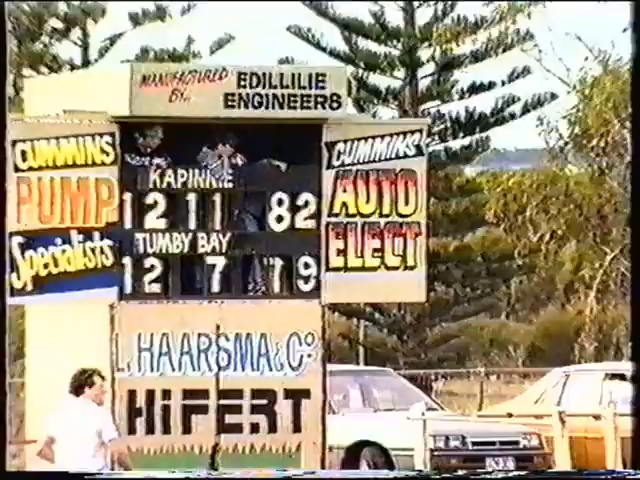 MANUFACTURED
BY..
EDILLILIE
ENGINEERS
CUMMINS
PUMP
Specialists
KAPINNIE
12 11 82
TUMBY BAY
12 7 79
CUMMINS
AUTO
ELECT
L. HAARSMA & Co
HIFERT